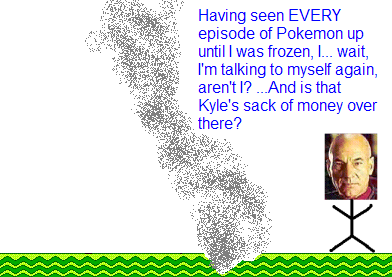 Having seen EVERY
episode of Pokemon up
until I was frozen, I... wait,
I'm talking to myself again,
aren't I? ...And is that
Kyle's sack of money over
there?